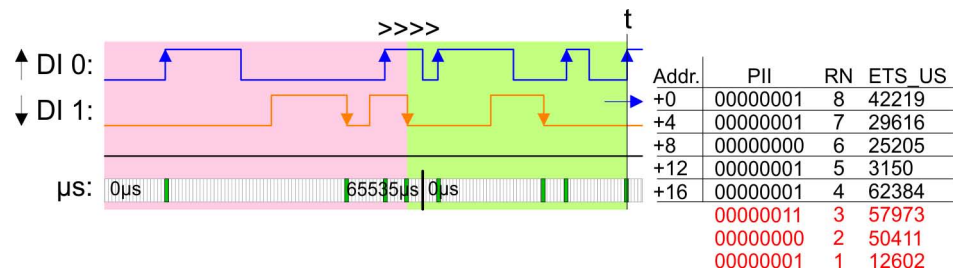 >>>> t
↑ DI 0:
↓ DI 1:
µs: 0µs 65535µs 0µs
Addr. PII RN ETS_US
+0 00000001 8 42219
+4 00000001 7 29616
+8 00000000 6 25205
+12 00000001 5 3150
+16 00000001 4 62384
00000011 3 57973
00000000 2 50411
00000001 1 12602